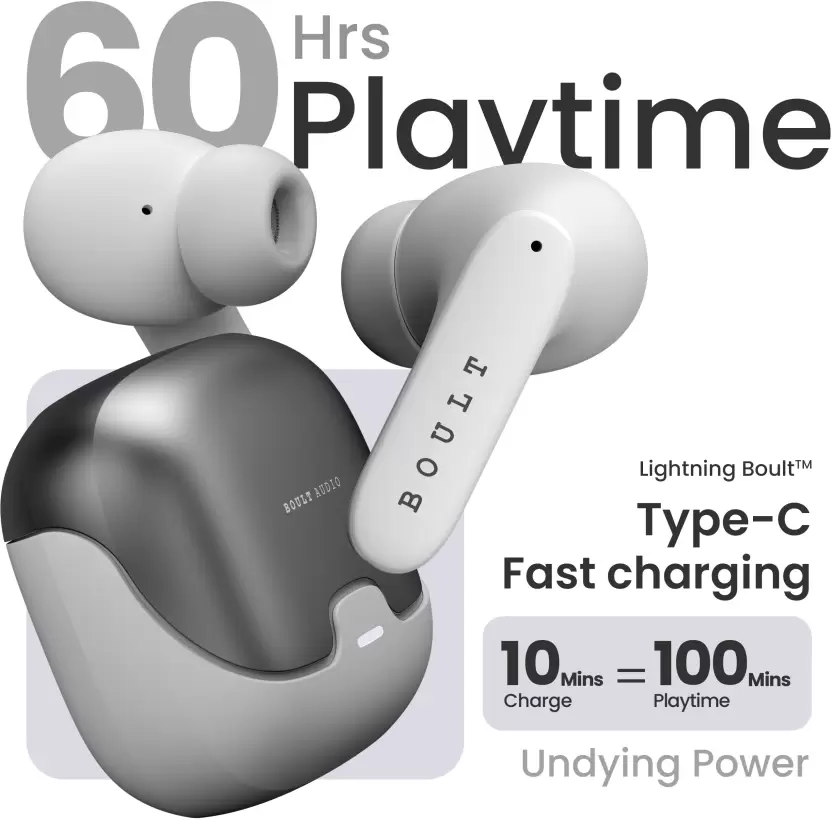 60 Hrs
Playtime
BOULT
BOULT AUDIO
Lightning Boult™
Type-C
Fast charging
10 Mins = 100 Mins
Charge Playtime
Undying Power